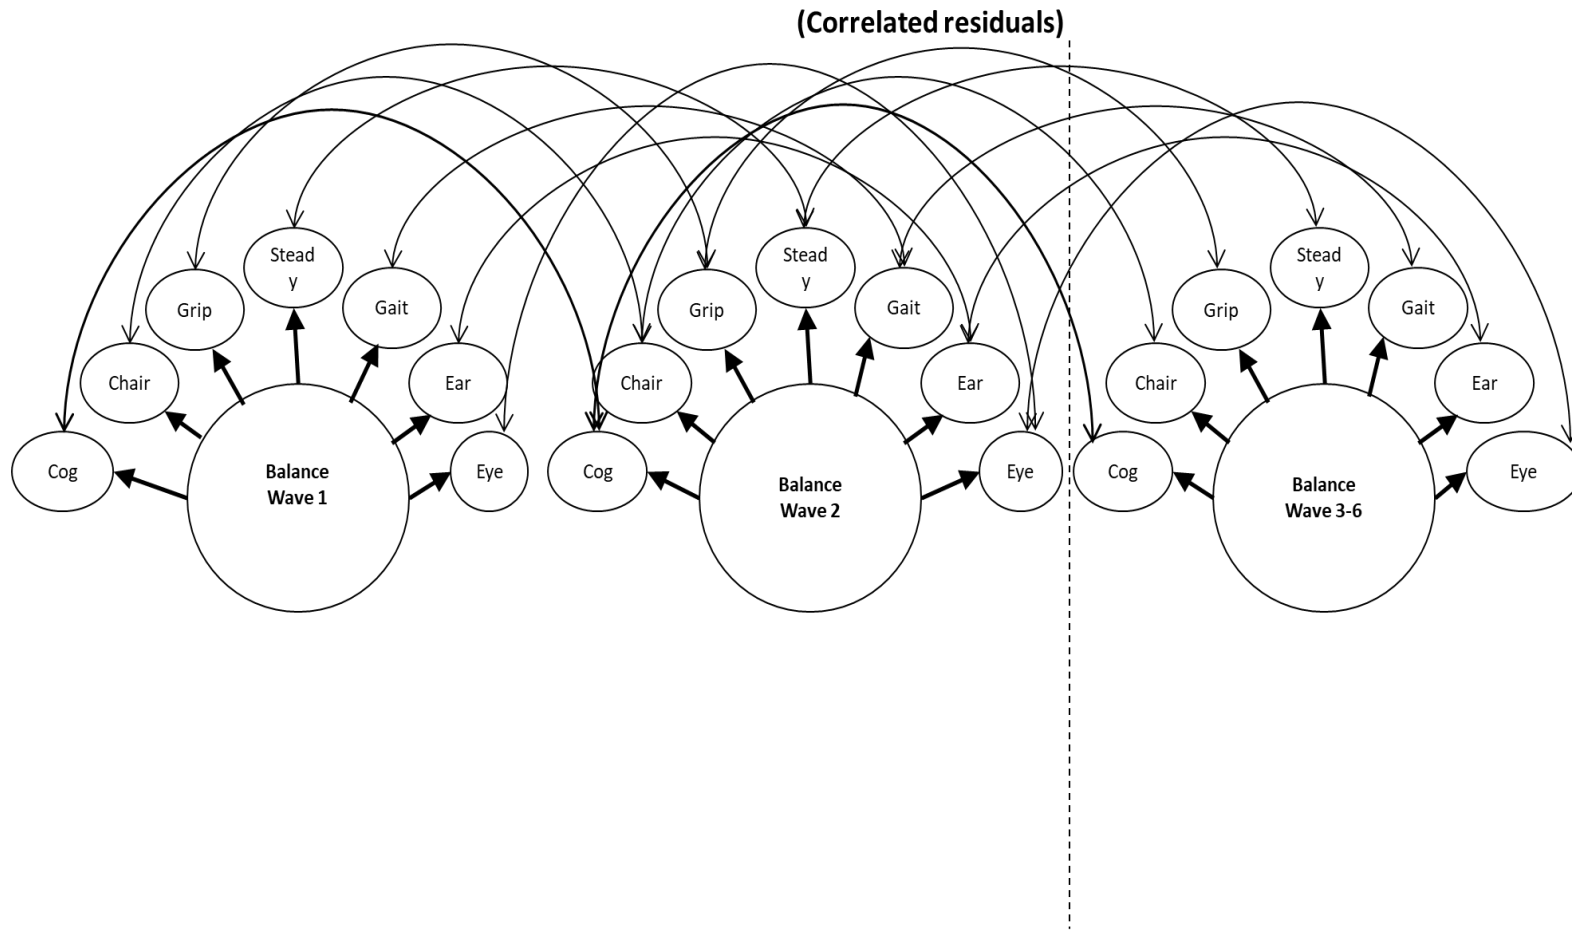 (Correlated residuals)
Stead
y
Grip
Gait
Chair
Ear
Cog
Eye
Balance
Wave 1
Stead
y
Grip
Gait
Chair
Ear
Cog
Eye
Balance
Wave 2
Stead
y
Grip
Gait
Chair
Ear
Cog
Eye
Balance
Wave 3-6